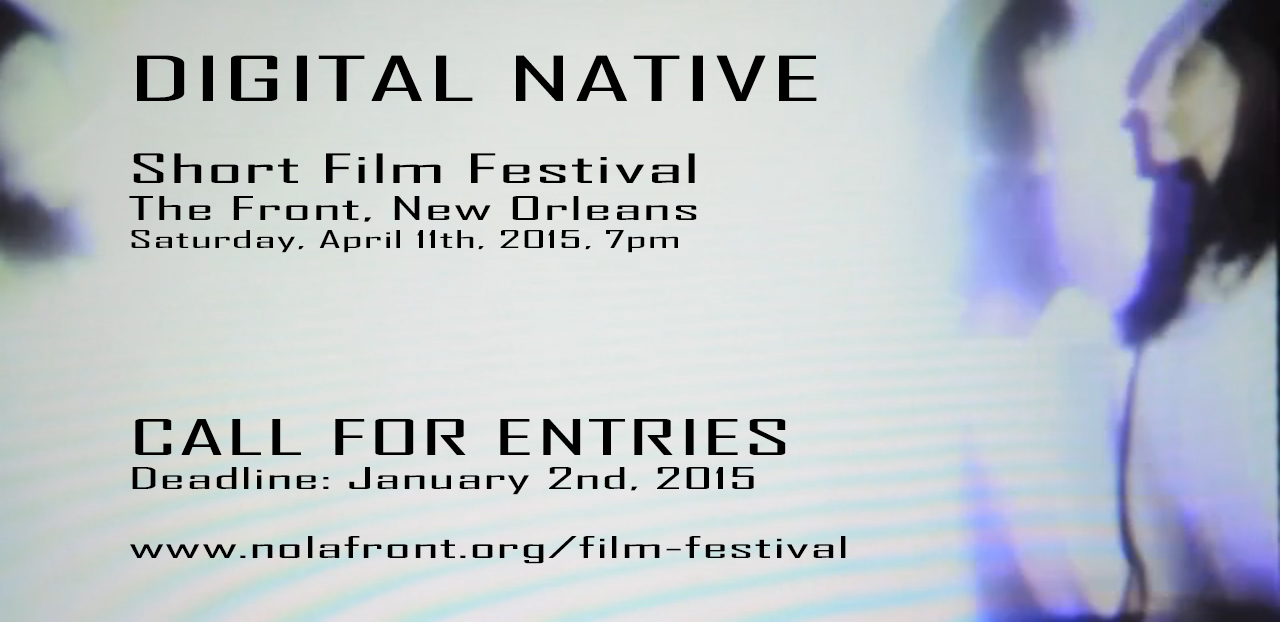 DIGITAL NATIVE
Short Film Festival
The Front, New Orleans
Saturday, April 11th, 2015, 7pm
CALL FOR ENTRIES
Deadline: January 2nd, 2015
www.nolafront.org/film-festival